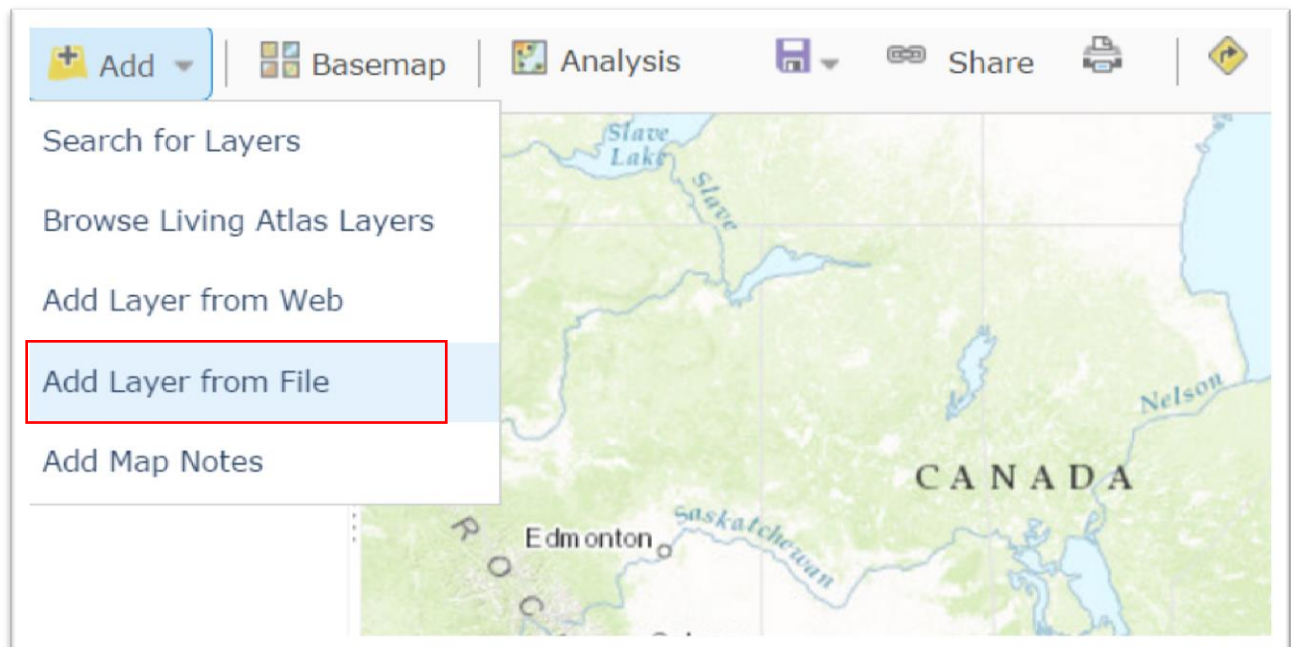 Add Basemap Analysis Share
Search for Layers
Browse Living Atlas Layers
Add Layer from Web
Add Layer from File
Add Map Notes
Slave
Lake
Slave
Nelson
CANADA
Saskatchewan
Edmonton
ROC